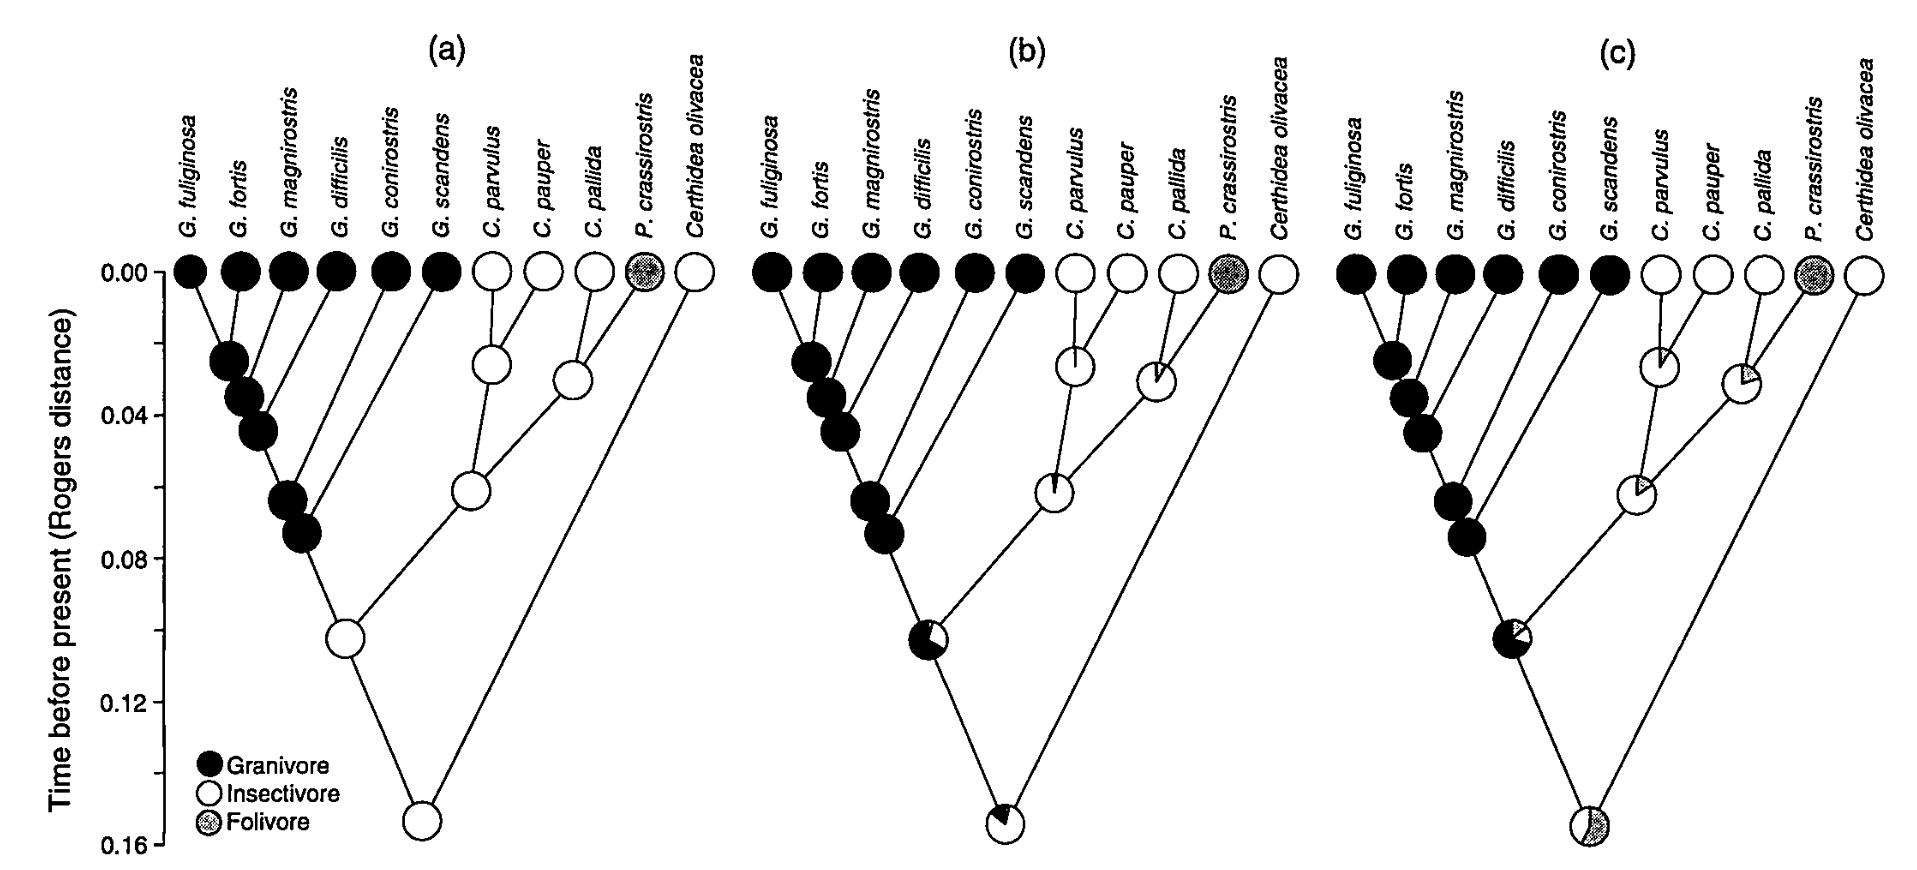 (a)
(b)
(c)
G. fuliginosa
G. fortis
G. magnirostris
G. difficilis
G. conirostris
G. scandens
C. parvulus
C. pauper
C. pallida
P. crassirostris
Certhidea olivacea
G. fuliginosa
G. fortis
G. magnirostris
G. difficilis
G. conirostris
G. scandens
C. parvulus
C. pauper
C. pallida
P. crassirostris
Certhidea olivacea
G. fuliginosa
G. fortis
G. magnirostris
G. difficilis
G. conirostris
G. scandens
C. parvulus
C. pauper
C. pallida
P. crassirostris
Certhidea olivacea
Time before present (Rogers distance)
0.00
0.04
0.08
0.12
0.16
Granivore
Insectivore
Folivore